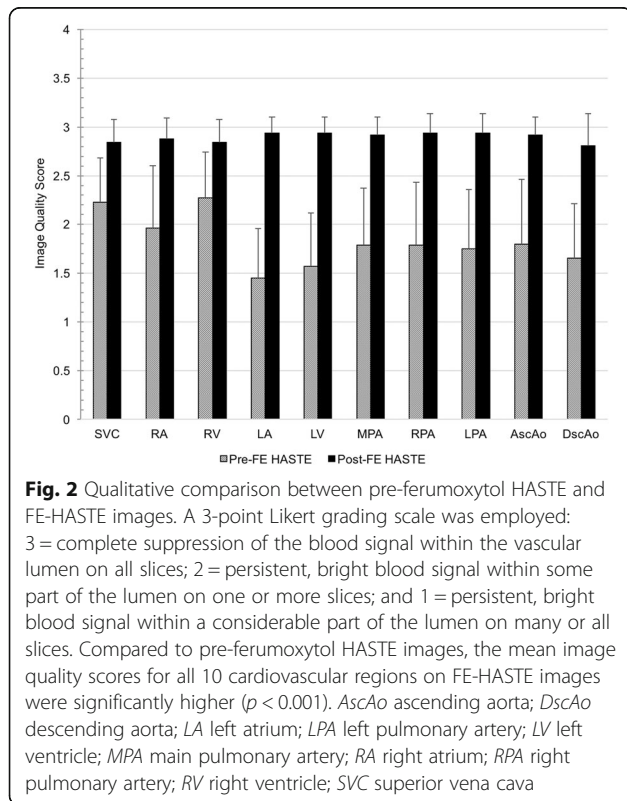 4
3.5
3
2.5
2
1.5
1
0.5
0
Image Quality Score
SVC RA RV LA LV MPA RPA LPA AscAo DscAo
Pre-FE HASTE Post-FE HASTE
Fig. 2 Qualitative comparison between pre-ferumoxytol HASTE and
FE-HASTE images. A 3-point Likert grading scale was employed:
3 = complete suppression of the blood signal within the vascular
lumen on all slices; 2 = persistent, bright blood signal within some
part of the lumen on one or more slices; and 1 = persistent, bright
blood signal within a considerable part of the lumen on many or all
slices. Compared to pre-ferumoxytol HASTE images, the mean image
quality scores for all 10 cardiovascular regions on FE-HASTE images
were significantly higher (p < 0.001). AscAo ascending aorta; DscAo
descending aorta; LA left atrium; LPA left pulmonary artery; LV left
ventricle; MPA main pulmonary artery; RA right atrium; RPA right
pulmonary artery; RV right ventricle; SVC superior vena cava